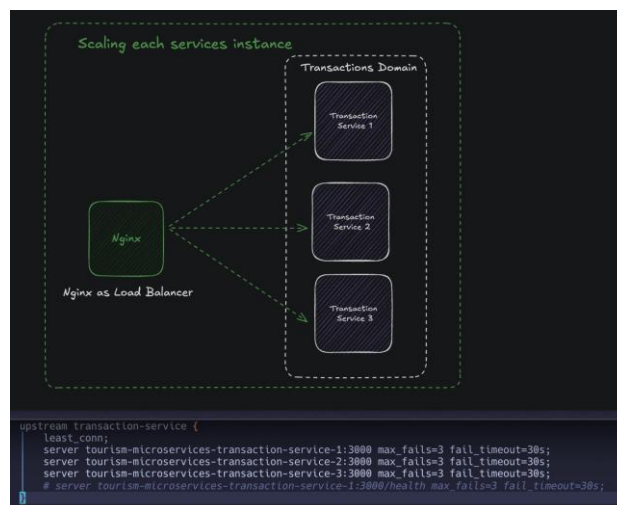 Scaling each services instance
Transactions Domain
Transaction
Service 1
Nginx
Transaction
Service 2
Nginx as Load Balancer
Transaction
Service 3
upstream transaction-service {
least_conn;
server tourism-microservices-transaction-service-1:3000 max_fails=3 fail_timeout=30s;
server tourism-microservices-transaction-service-2:3000 max_fails=3 fail_timeout=30s;
server tourism-microservices-transaction-service-3:3000 max_fails=3 fail_timeout=30s;
# server tourism-microservices-transaction-service-1:3000/health max_fails=3 fail_timeout=30s;
}